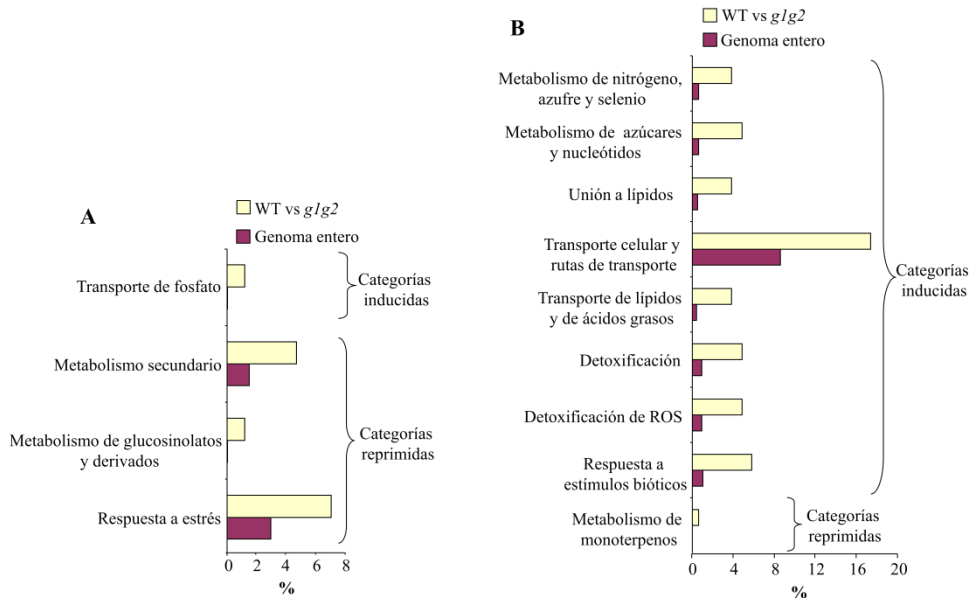 A
WT vs g1g2
Genoma entero
Transporte de fosfato
Categorías
inducidas
Metabolismo secundario
Metabolismo de glucosinolatos
y derivados
Respuesta a estrés
Categorías
reprimidas
0 2 4 6 8
%
B
WT vs g1g2
Genoma entero
Metabolismo de nitrógeno,
azufre y selenio
Metabolismo de azúcares
y nucleótidos
Unión a lípidos
Transporte celular y
rutas de transporte
Transporte de lípidos
y de ácidos grasos
Detoxificación
Detoxificación de ROS
Respuesta a
estímulos bióticos
Categorías
inducidas
Metabolismo de
monoterpenos
Categorías
reprimidas
0 4 8 12 16 20
%